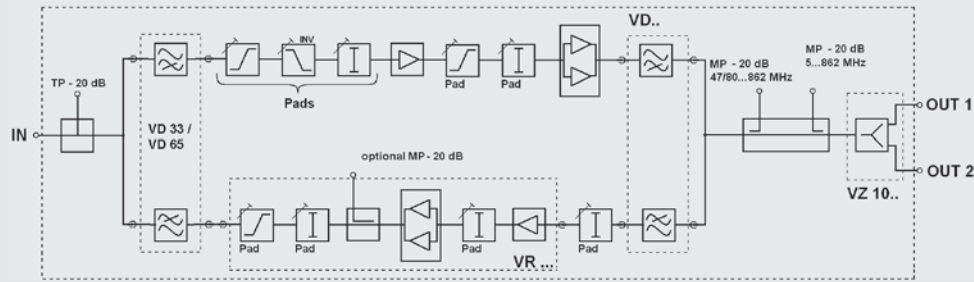 VD..
INV
MP - 20 dB
47/80...862 MHz
MP - 20 dB
5...862 MHz
TP - 20 dB
Pads
Pad
Pad
OUT 1
IN
VD 33 /
VD 65
optional MP - 20 dB
OUT 2
VZ 10..
Pad
Pad
Pad
Pad
VR ...